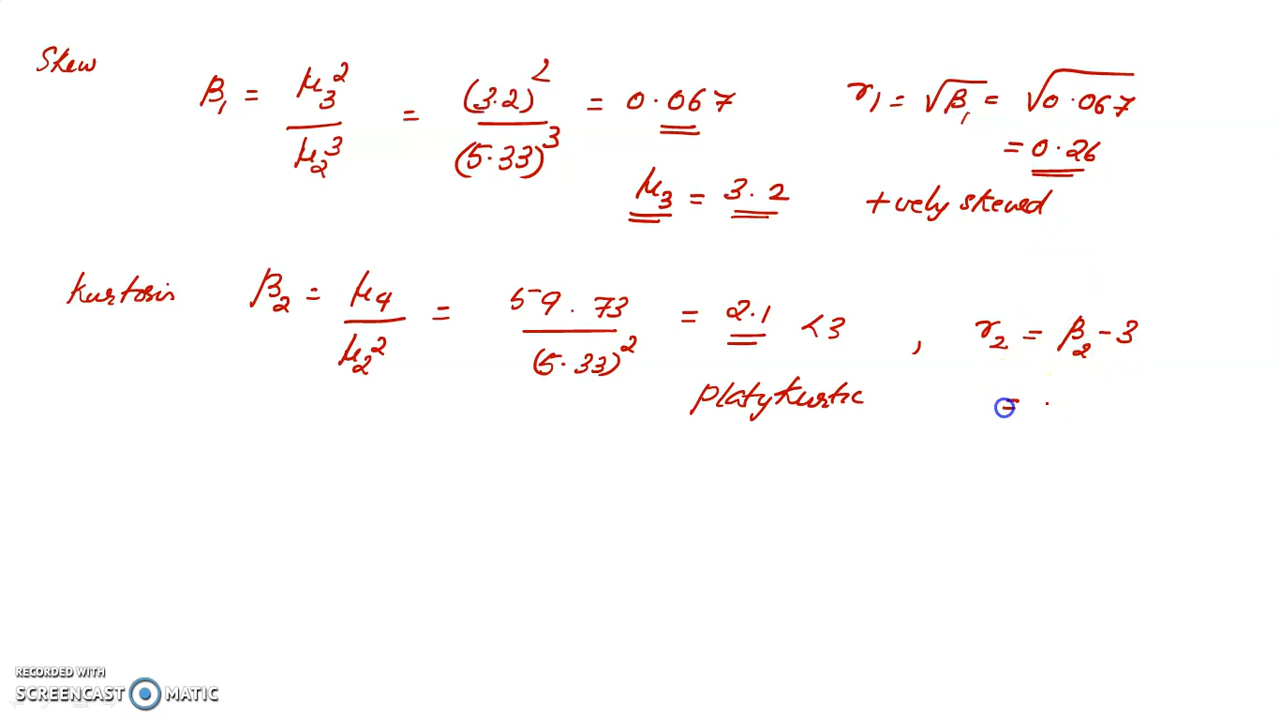 Skew
β₁ = μ₃² / μ₂³ = (3.2)² / (5.33)³ = 0.067 r₁ = √β₁ = √0.067
= 0.26
μ₃ = 3.2 +vely skewed
Kurtosis β₂ = μ₄ / μ₂² = 59.73 / (5.33)² = 2.1 <3 , r₂ = β₂ - 3
platykurtic = .
RECORDED WITH
SCREENCAST MATIC